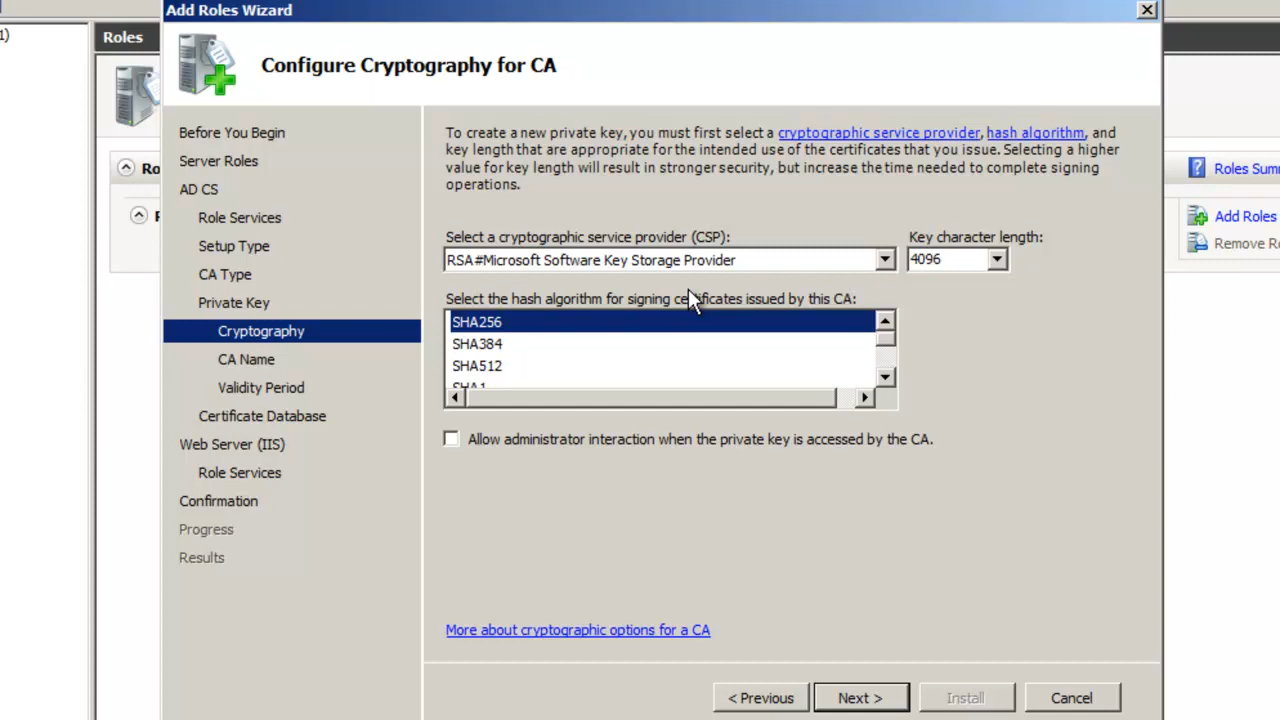 Add Roles Wizard
1)
Roles
Configure Cryptography for CA
Before You Begin
Server Roles
AD CS
Role Services
Setup Type
CA Type
Private Key
Cryptography
CA Name
Validity Period
Certificate Database
Web Server (IIS)
Role Services
Confirmation
Progress
Results
To create a new private key, you must first select a cryptographic service provider, hash algorithm, and
key length that are appropriate for the intended use of the certificates that you issue. Selecting a higher
value for key length will result in stronger security, but increase the time needed to complete signing
operations.
Select a cryptographic service provider (CSP):
Key character length:
RSA#Microsoft Software Key Storage Provider
4096
Select the hash algorithm for signing certificates issued by this CA:
SHA256
SHA384
SHA512
SHA1
Allow administrator interaction when the private key is accessed by the CA.
More about cryptographic options for a CA
< Previous
Next >
Install
Cancel
Ro
Roles Sum
Add Roles
Remove Ro